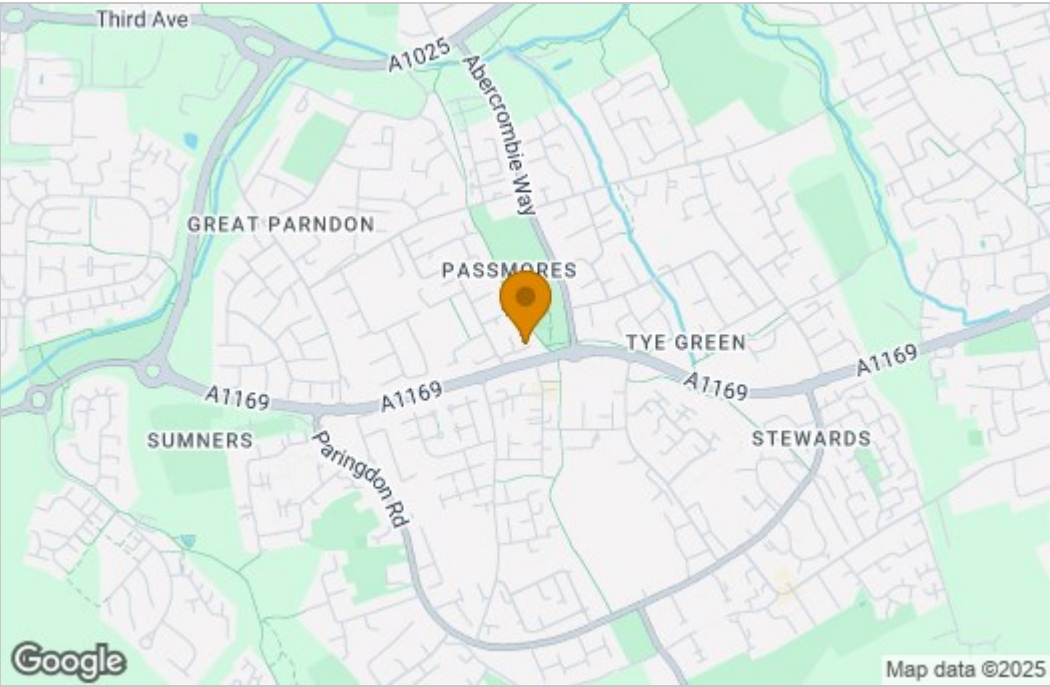 Third Ave
A1025
Abercrombie Way
GREAT PARNDON
PASSMORES
TYE GREEN
A1169
A1169
A1169
A1169
SUMNERS
STEWARDS
Paringdon Rd
Google
Map data ©2025